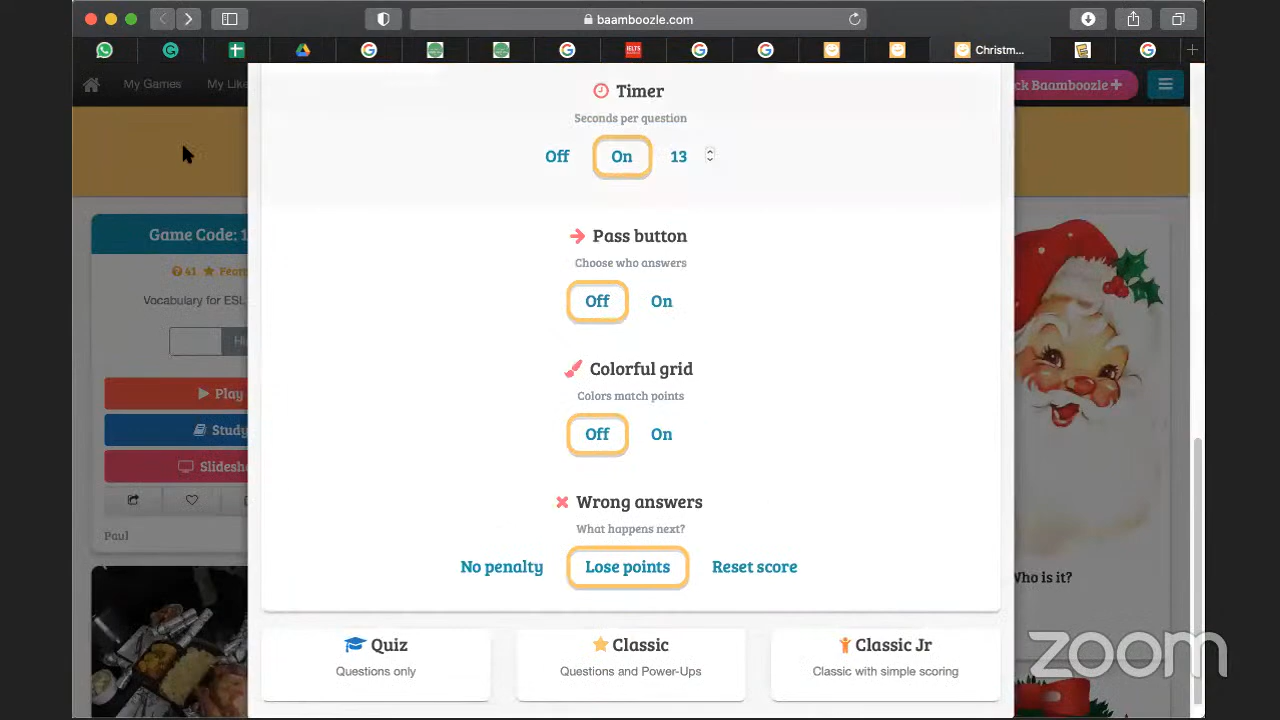 baamboozle.com
Christm...
My Games
My Lik
ck Baamboozle +
Timer
Seconds per question
Off On 13
Game Code: 1
41
Vocabulary for ESL
Hi
Play
Study
Slidesh
Paul
Pass button
Choose who answers
Off On
Colorful grid
Colors match points
Off On
Wrong answers
What happens next?
No penalty Lose points Reset score
Who is it?
Quiz
Questions only
Classic
Questions and Power-Ups
Classic Jr
Classic with simple scoring
zoom